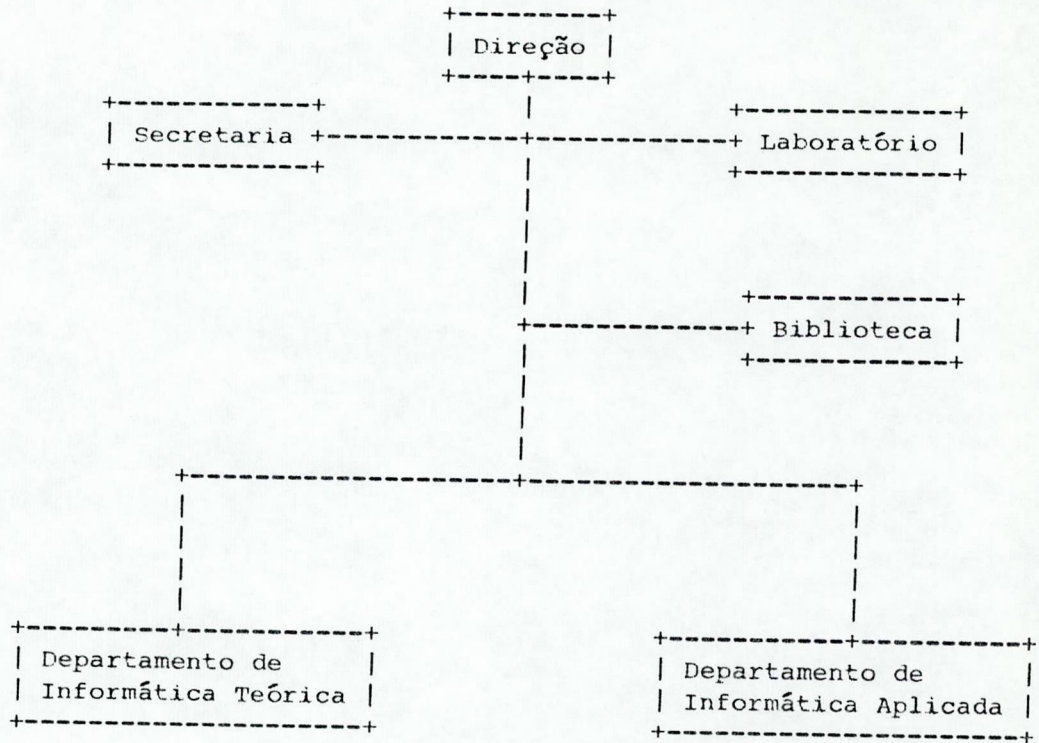 Direção
Secretaria
Laboratório
Biblioteca
Departamento de
Informática Teórica
Departamento de
Informática Aplicada